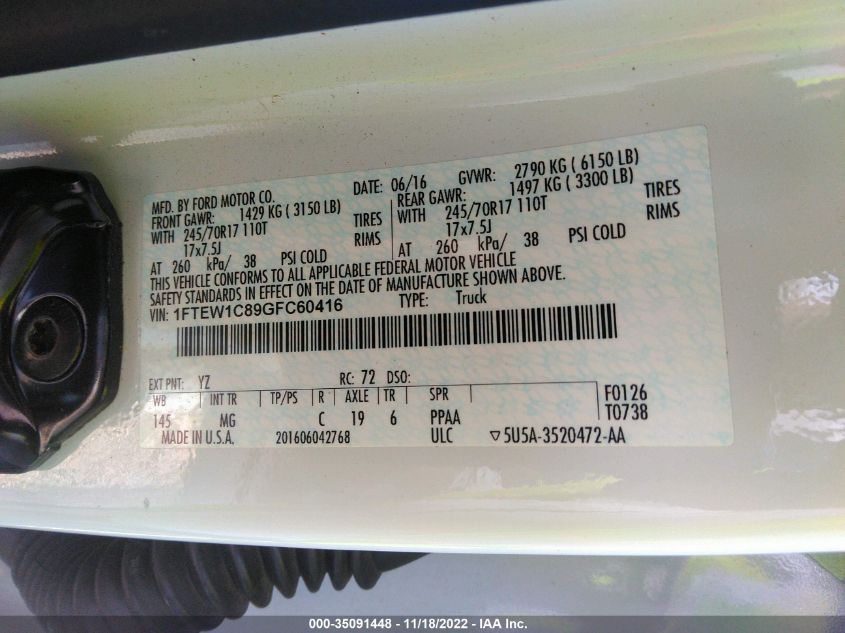 MFD. BY FORD MOTOR CO. DATE: 06/16 GVWR: 2790 KG ( 6150 LB)
FRONT GAWR: 1429 KG ( 3150 LB) REAR GAWR: 1497 KG ( 3300 LB)
WITH 245/70R17 110T TIRES WITH 245/70R17 110T TIRES
17x7.5J RIMS 17x7.5J RIMS
AT 260 kPa/ 38 PSI COLD AT 260 kPa/ 38 PSI COLD
THIS VEHICLE CONFORMS TO ALL APPLICABLE FEDERAL MOTOR VEHICLE
SAFETY STANDARDS IN EFFECT ON THE DATE OF MANUFACTURE SHOWN ABOVE.
VIN: 1FTEW1C89GFC60416 TYPE: Truck
EXT PNT: YZ RC: 72 DSO:
WB INT TR TP/PS R AXLE TR SPR F0126
145 MG C 19 6 PPAA T0738
MADE IN U.S.A. 201606042768 ULC ▽5U5A-3520472-AA
000-35091448 - 11/18/2022 - IAA Inc.